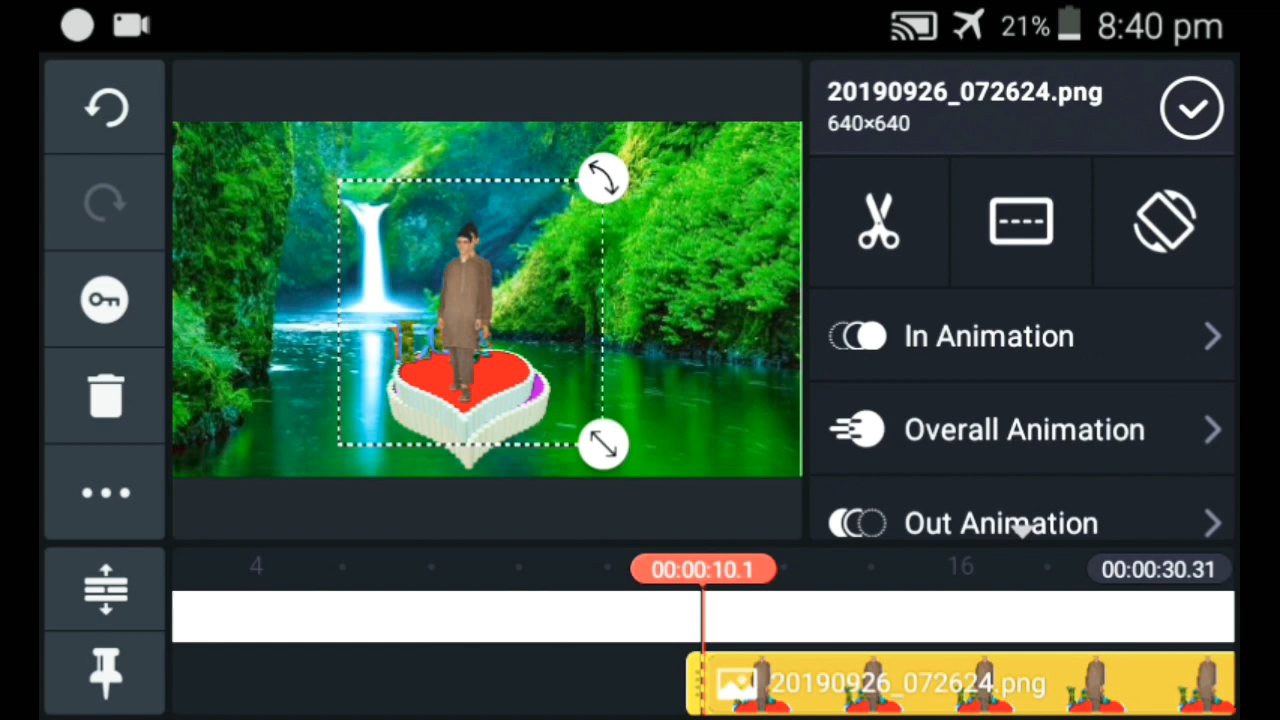 21% 8:40 pm
20190926_072624.png
640×640
In Animation
Overall Animation
Out Animation
4 00:00:10.1 16 00:00:30.31
20190926_072624.png